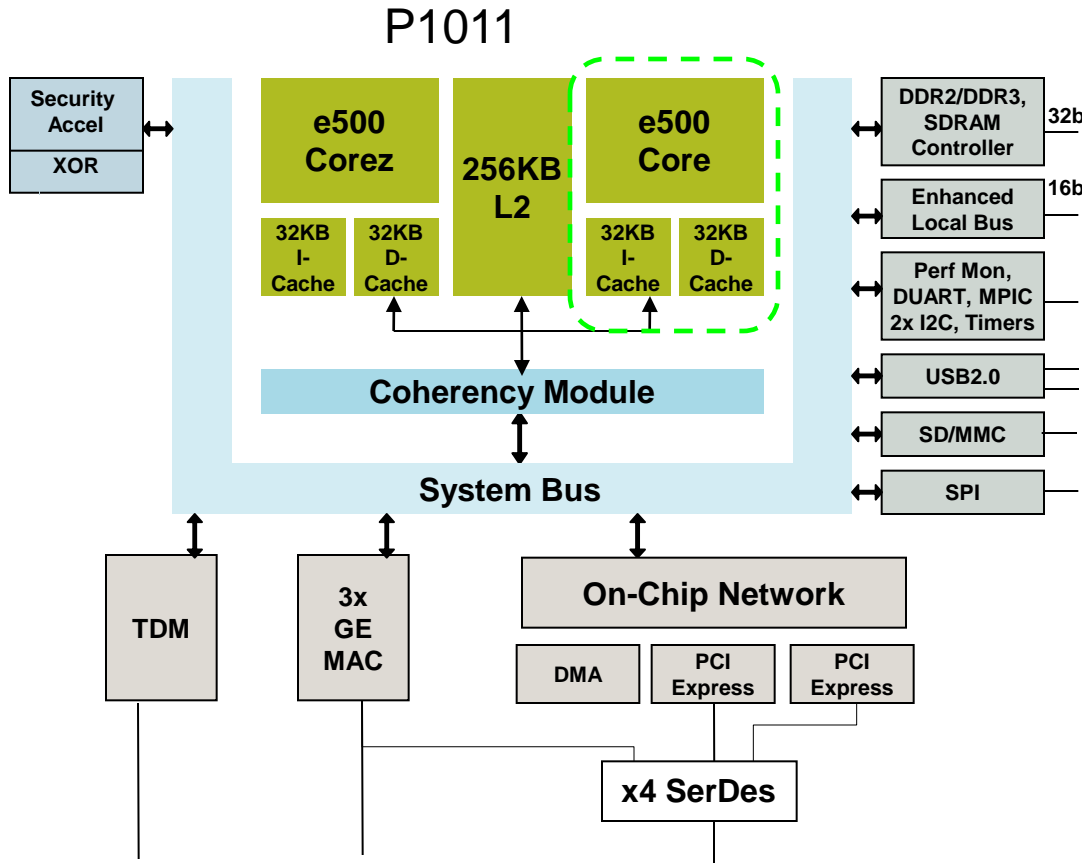 P1011
Security
Accel
XOR
e500
Corez
256KB
L2
e500
Core
32KB
I-
Cache
32KB
D-
Cache
32KB
I-
Cache
32KB
D-
Cache
Coherency Module
System Bus
DDR2/DDR3,
SDRAM
Controller
32b
Enhanced
Local Bus
16b
Perf Mon,
DUART, MPIC
2x I2C, Timers
USB2.0
SD/MMC
SPI
TDM
3x
GE
MAC
On-Chip Network
DMA
PCI
Express
PCI
Express
x4 SerDes